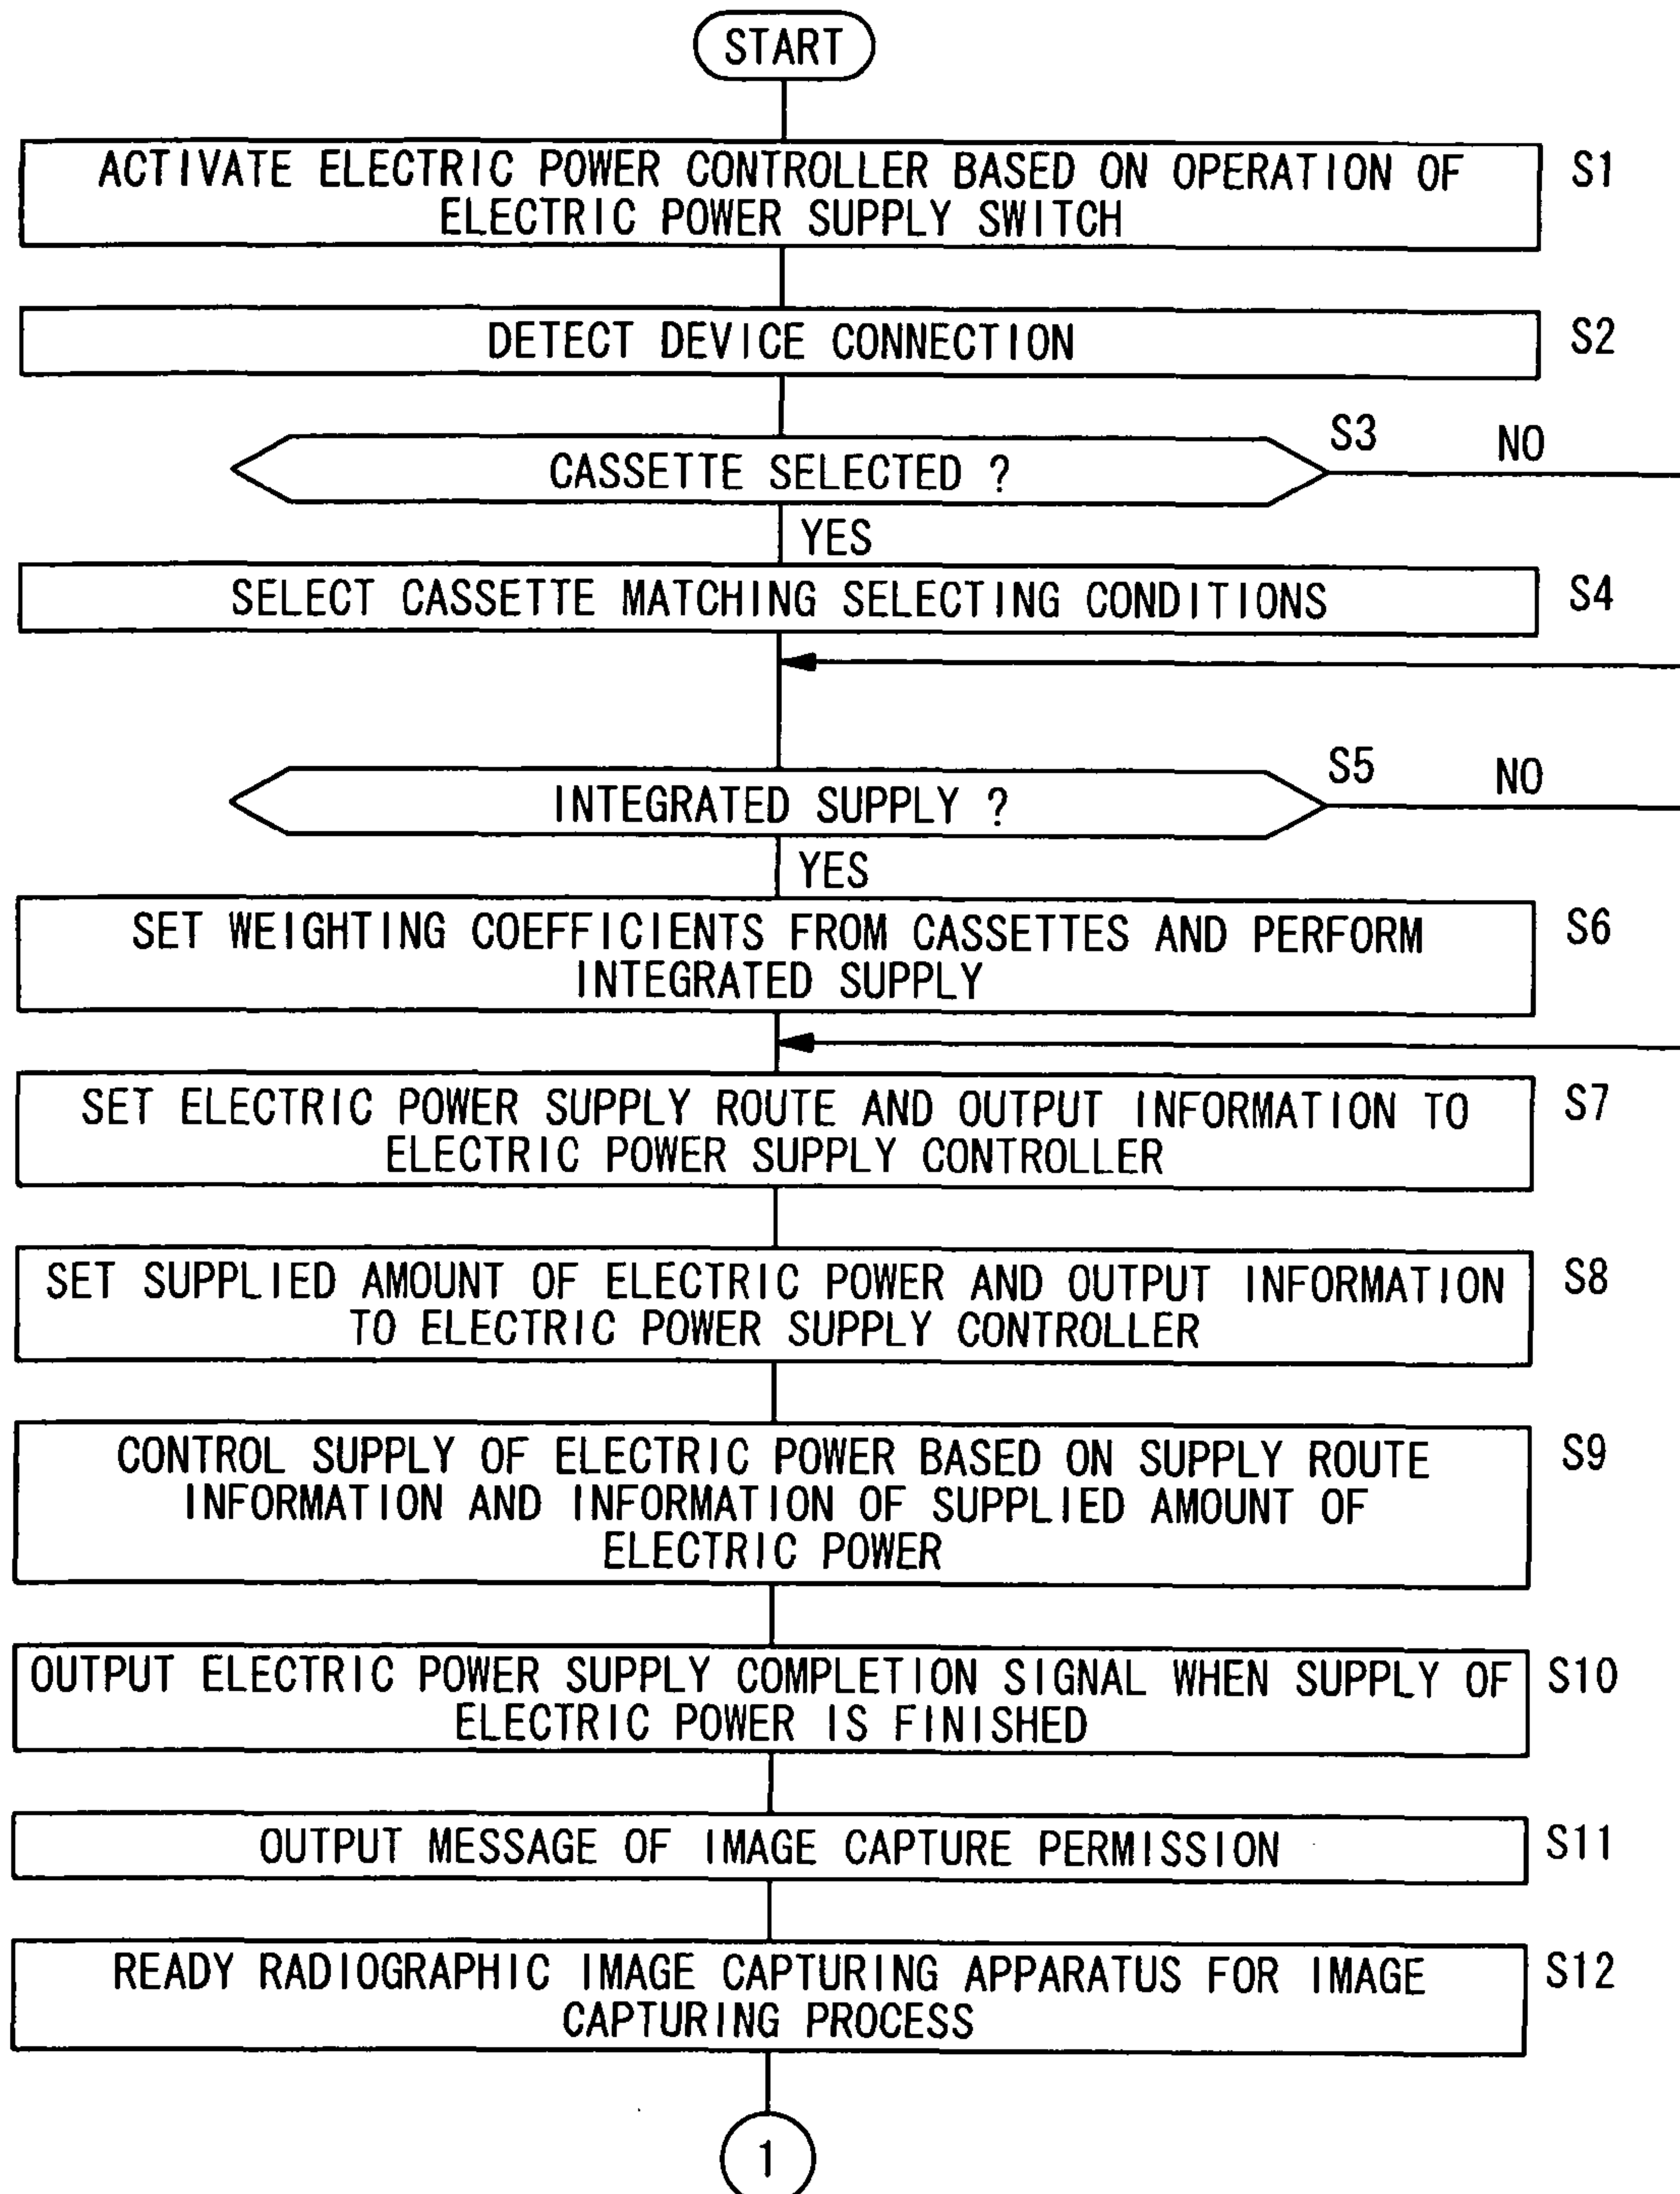 START
ACTIVATE ELECTRIC POWER CONTROLLER BASED ON OPERATION OF
ELECTRIC POWER SUPPLY SWITCH
S1
DETECT DEVICE CONNECTION
S2
CASSETTE SELECTED ?
S3
NO
YES
SELECT CASSETTE MATCHING SELECTING CONDITIONS
S4
INTEGRATED SUPPLY ?
S5
NO
YES
SET WEIGHTING COEFFICIENTS FROM CASSETTES AND PERFORM
INTEGRATED SUPPLY
S6
SET ELECTRIC POWER SUPPLY ROUTE AND OUTPUT INFORMATION TO
ELECTRIC POWER SUPPLY CONTROLLER
S7
SET SUPPLIED AMOUNT OF ELECTRIC POWER AND OUTPUT INFORMATION
TO ELECTRIC POWER SUPPLY CONTROLLER
S8
CONTROL SUPPLY OF ELECTRIC POWER BASED ON SUPPLY ROUTE
INFORMATION AND INFORMATION OF SUPPLIED AMOUNT OF
ELECTRIC POWER
S9
OUTPUT ELECTRIC POWER SUPPLY COMPLETION SIGNAL WHEN SUPPLY OF
ELECTRIC POWER IS FINISHED
S10
OUTPUT MESSAGE OF IMAGE CAPTURE PERMISSION
S11
READY RADIOGRAPHIC IMAGE CAPTURING APPARATUS FOR IMAGE
CAPTURING PROCESS
S12
1